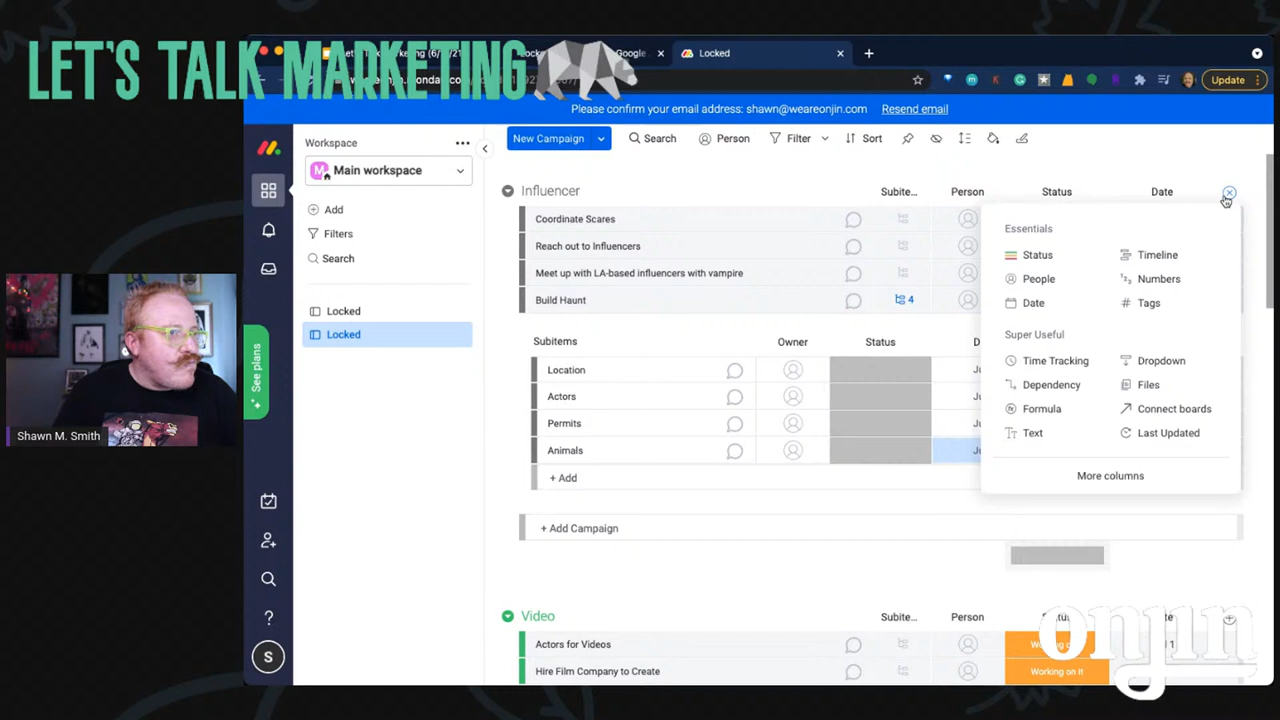 LET'S TALK MARKETING
Google
Locked
Update
Please confirm your email address: shawn@weareonjin.com Resend email
Workspace
M Main workspace
Add
Filters
Search
Locked
Locked
See plans
S
New Campaign Search Person Filter Sort
Influencer Subite... Person Status Date
Coordinate Scares
Reach out to Influencers
Meet up with LA-based influencers with vampire
Build Haunt 4
Subitems Owner Status
Location
Actors
Permits
Animals
+ Add
+ Add Campaign
Essentials
Status Timeline
People Numbers
Date Tags
Super Useful
Time Tracking Dropdown
Dependency Files
Formula Connect boards
Text Last Updated
More columns
Video Subite... Person
Actors for Videos
Hire Film Company to Create Working on It
Shawn M. Smith
onjin